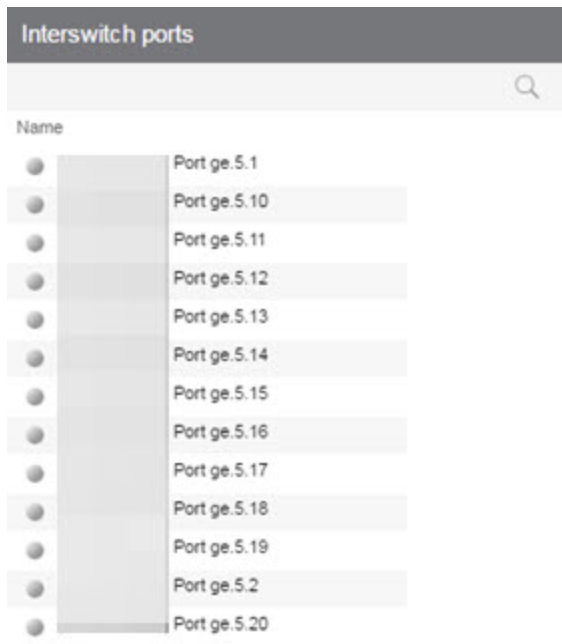 Interswitch ports
Name
Port ge.5.1
Port ge.5.10
Port ge.5.11
Port ge.5.12
Port ge.5.13
Port ge.5.14
Port ge.5.15
Port ge.5.16
Port ge.5.17
Port ge.5.18
Port ge.5.19
Port ge.5.2
Port ge.5.20